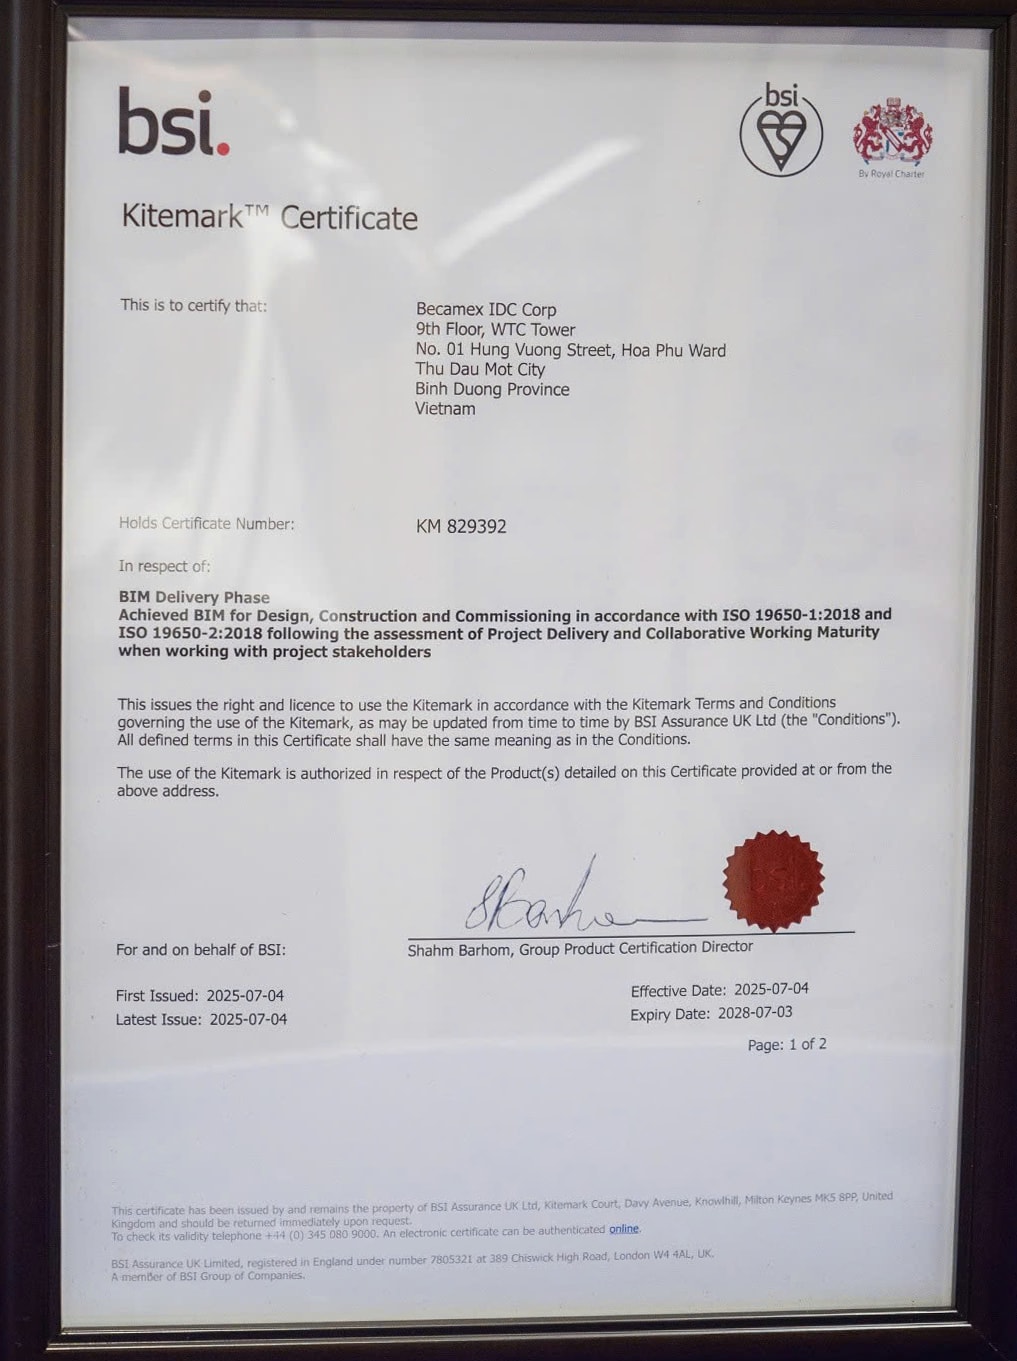 bsi.
bsi
By Royal Charter
Kitemark™ Certificate
This is to certify that:
Becamex IDC Corp
9th Floor, WTC Tower
No. 01 Hung Vuong Street, Hoa Phu Ward
Thu Dau Mot City
Binh Duong Province
Vietnam
Holds Certificate Number:
KM 829392
In respect of:
BIM Delivery Phase
Achieved BIM for Design, Construction and Commissioning in accordance with ISO 19650-1:2018 and
ISO 19650-2:2018 following the assessment of Project Delivery and Collaborative Working Maturity
when working with project stakeholders
This issues the right and licence to use the Kitemark in accordance with the Kitemark Terms and Conditions
governing the use of the Kitemark, as may be updated from time to time by BSI Assurance UK Ltd (the "Conditions").
All defined terms in this Certificate shall have the same meaning as in the Conditions.
The use of the Kitemark is authorized in respect of the Product(s) detailed on this Certificate provided at or from the
above address.
SBarhom
For and on behalf of BSI:
Shahm Barhom, Group Product Certification Director
First Issued: 2025-07-04
Effective Date: 2025-07-04
Latest Issue: 2025-07-04
Expiry Date: 2028-07-03
Page: 1 of 2
This certificate has been issued by and remains the property of BSI Assurance UK Ltd, Kitemark Court, Davy Avenue, Knowlhill, Milton Keynes MK5 8PP, United
Kingdom and should be returned immediately upon request.
To check its validity telephone +44 (0) 345 080 9000. An electronic certificate can be authenticated online.
BSI Assurance UK Limited, registered in England under number 7805321 at 389 Chiswick High Road, London W4 4AL, UK.
A member of BSI Group of Companies.